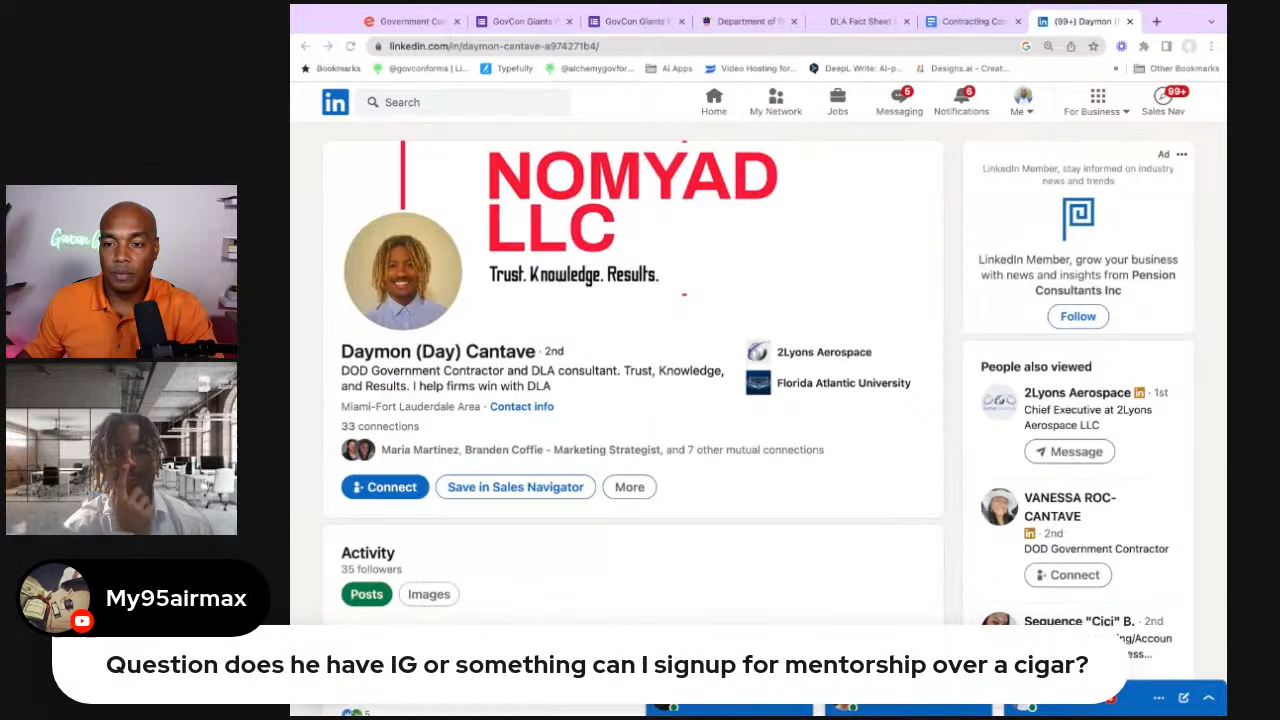 Government Co
GovCon Giants
GovCon Giants
Department of D
DLA Fact Sheet
Contracting Con
(99+) Daymon (
linkedin.com/in/daymon-cantave-a974271b4/
Bookmarks
@govconforms | Li...
Typefully
@alchemygovfor...
Ai Apps
Video Hosting for...
DeepL Write: AI-p...
Designs.ai - Creat...
»
Other Bookmarks
in
Search
Home
My Network
5
Messaging
6
Notifications
Jobs
Me
For Business
99+
Sales Nav
NOMYAD
LLC
Trust. Knowledge. Results.
Daymon (Day) Cantave · 2nd
DOD Government Contractor and DLA consultant. Trust, Knowledge,
and Results. I help firms win with DLA
Miami-Fort Lauderdale Area · Contact info
33 connections
Maria Martinez, Branden Coffie - Marketing Strategist, and 7 other mutual connections
Connect
Save in Sales Navigator
More
2Lyons Aerospace
Florida Atlantic University
Activity
35 followers
Posts
Images
5
Ad
LinkedIn Member, stay informed on industry
news and trends
LinkedIn Member, grow your business
with news and insights from Pension
Consultants Inc
Follow
People also viewed
2Lyons Aerospace in · 1st
Chief Executive at 2Lyons
Aerospace LLC
Message
VANESSA ROC-
CANTAVE
in · 2nd
DOD Government Contractor
Connect
Sequence "Cici" B. · 2nd
Govcon G
My95airmax
Question does he have IG or something can I signup for mentorship over a cigar?